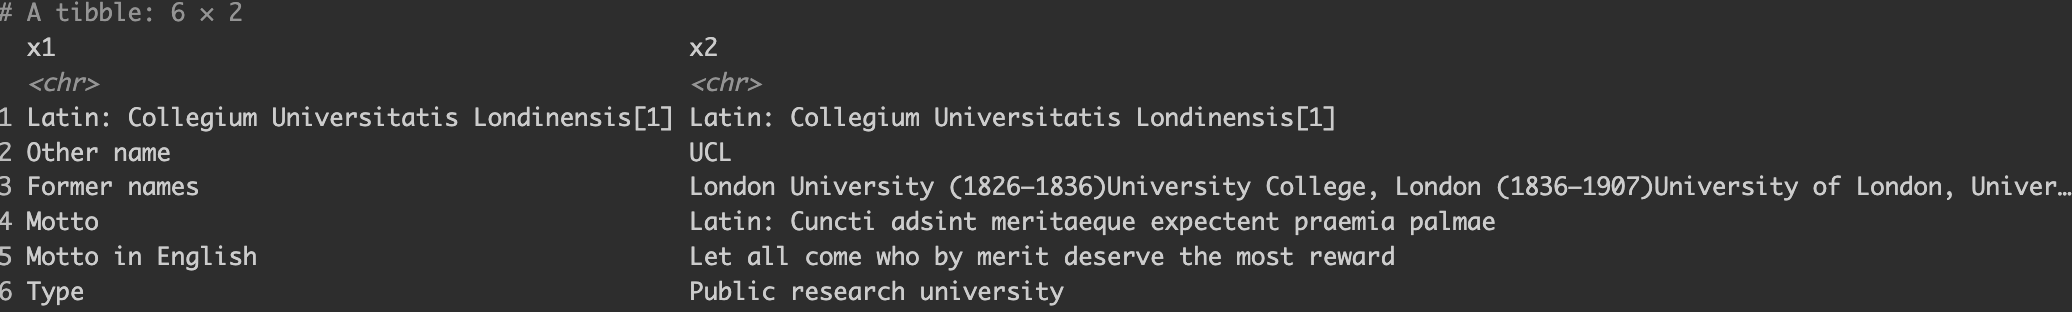 # A tibble: 6 × 2
x1 x2
<chr> <chr>
1 Latin: Collegium Universitatis Londinensis[1] Latin: Collegium Universitatis Londinensis[1]
2 Other name UCL
3 Former names London University (1826–1836)University College, London (1836–1907)University of London, Univer…
4 Motto Latin: Cuncti adsint meritaeque expectent praemia palmae
5 Motto in English Let all come who by merit deserve the most reward
6 Type Public research university